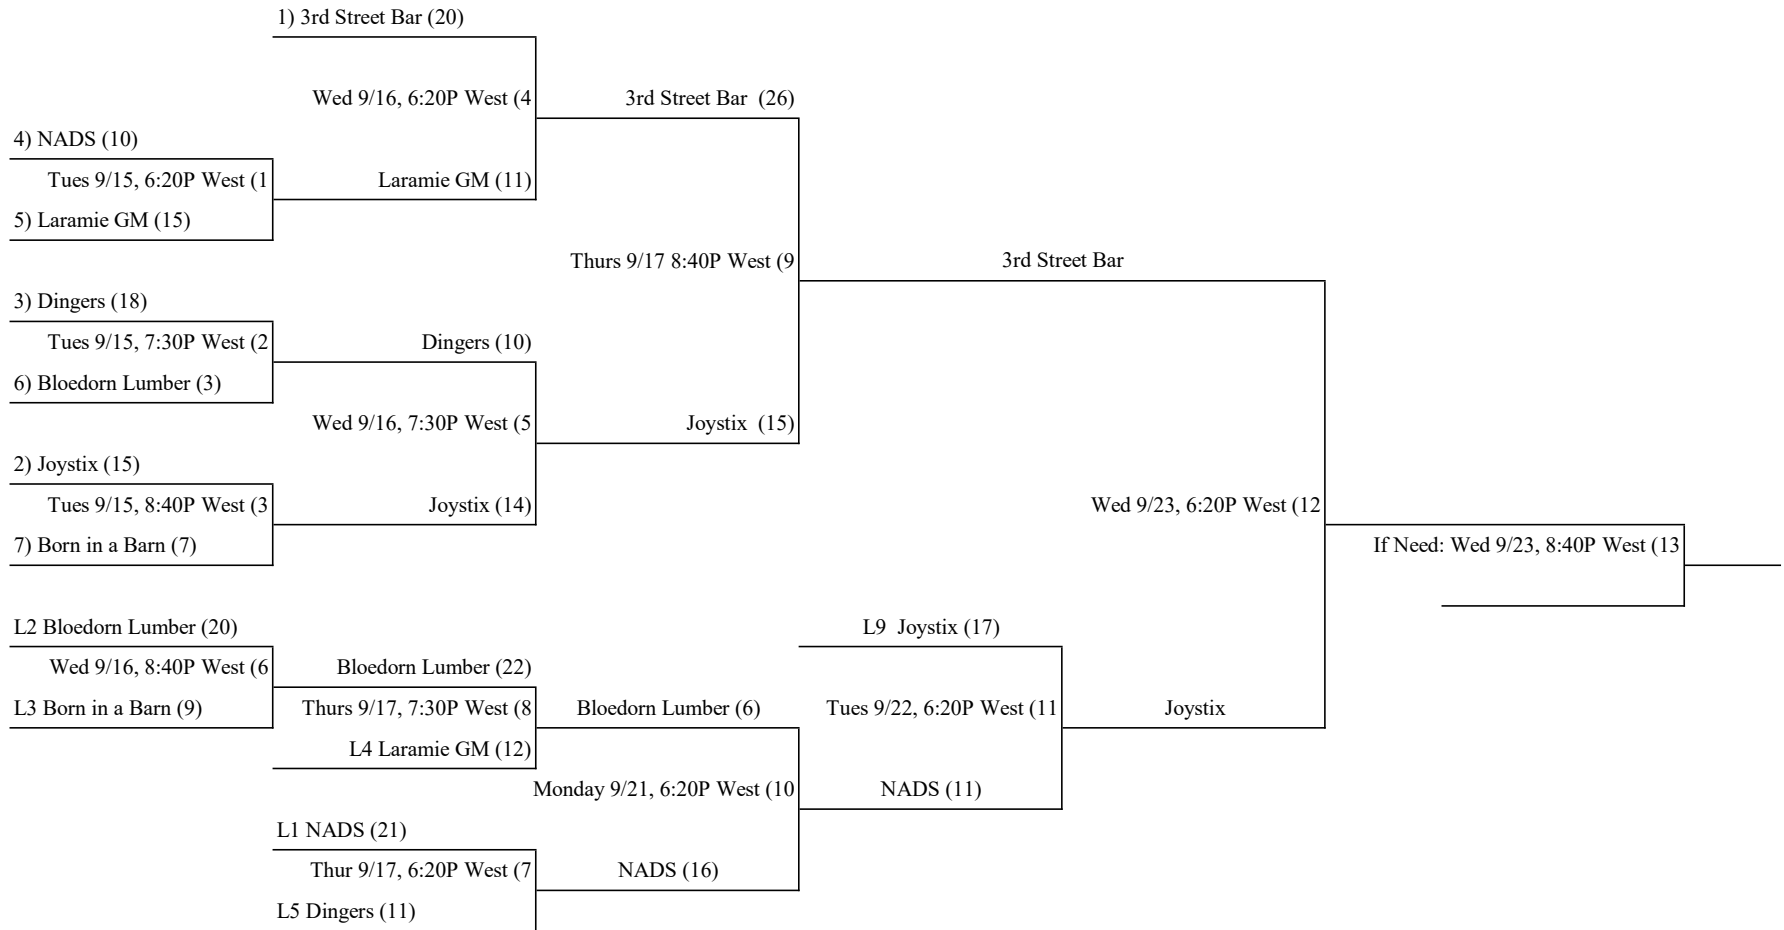 1) 3rd Street Bar (20)
Wed 9/16, 6:20P West (4
3rd Street Bar  (26)
4) NADS (10)
Tues 9/15, 6:20P West (1
Laramie GM (11)
5) Laramie GM (15)
Thurs 9/17 8:40P West (9
3rd Street Bar
3) Dingers (18)
Tues 9/15, 7:30P West (2
Dingers (10)
6) Bloedorn Lumber (3)
Wed 9/16, 7:30P West (5
Joystix  (15)
2) Joystix (15)
Tues 9/15, 8:40P West (3
Joystix (14)
Wed 9/23, 6:20P West (12
7) Born in a Barn (7)
If Need: Wed 9/23, 8:40P West (13
L2 Bloedorn Lumber (20)
L9  Joystix (17)
Wed 9/16, 8:40P West (6
Bloedorn Lumber (22)
L3 Born in a Barn (9)
Thurs 9/17, 7:30P West (8
Bloedorn Lumber (6)
Tues 9/22, 6:20P West (11
Joystix
L4 Laramie GM (12)
Monday 9/21, 6:20P West (10
NADS (11)
L1 NADS (21)
Thur 9/17, 6:20P West (7
NADS (16)
L5 Dingers (11)